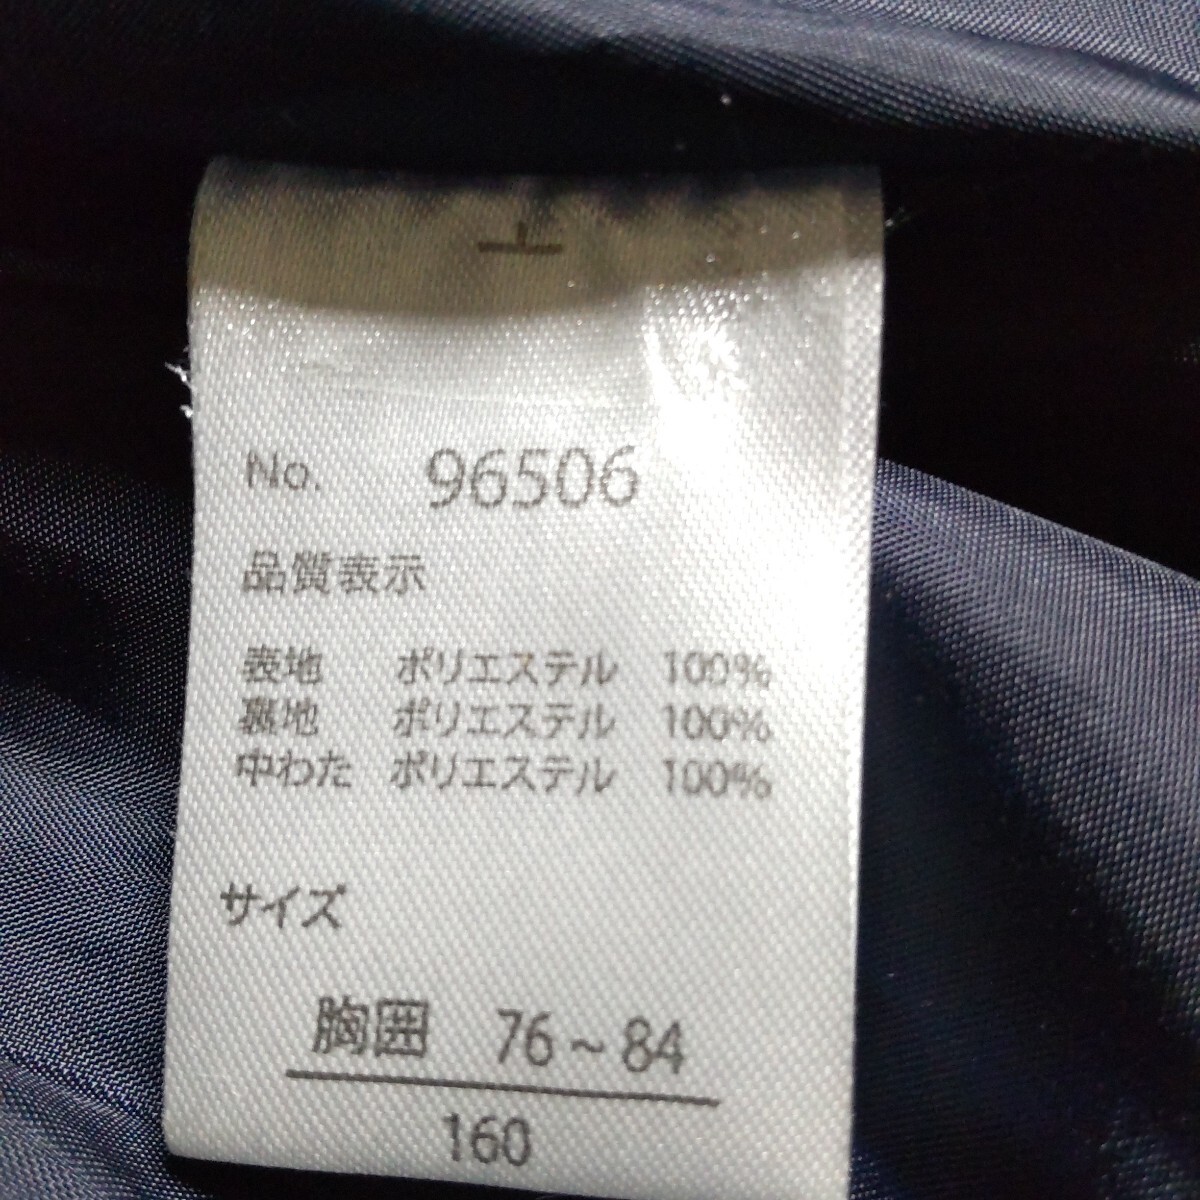 No. 96506
品質表示
表地 ポリエステル 100%
裏地 ポリエステル 100%
中わた ポリエステル 100%
サイズ
胸囲 76~84
160